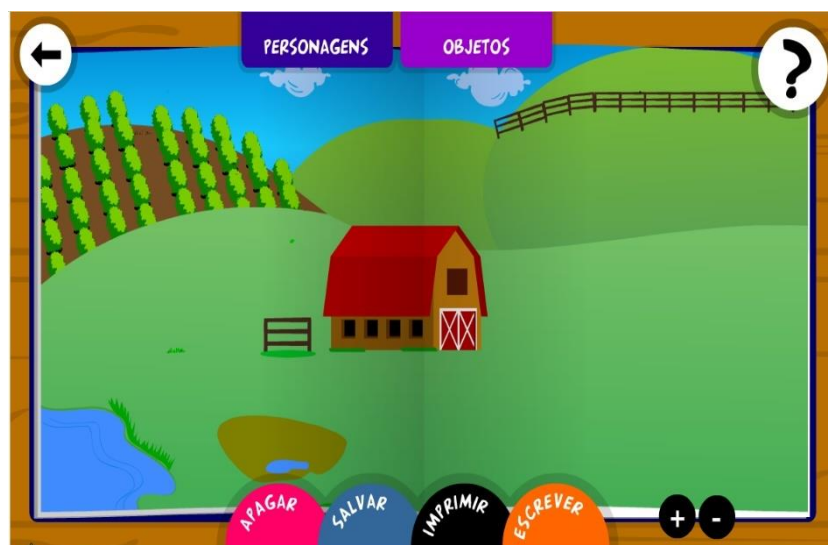 PERSONAGENS
OBJETOS
?
APAGAR
SALVAR
IMPRIMIR
ESCREVER
+
-